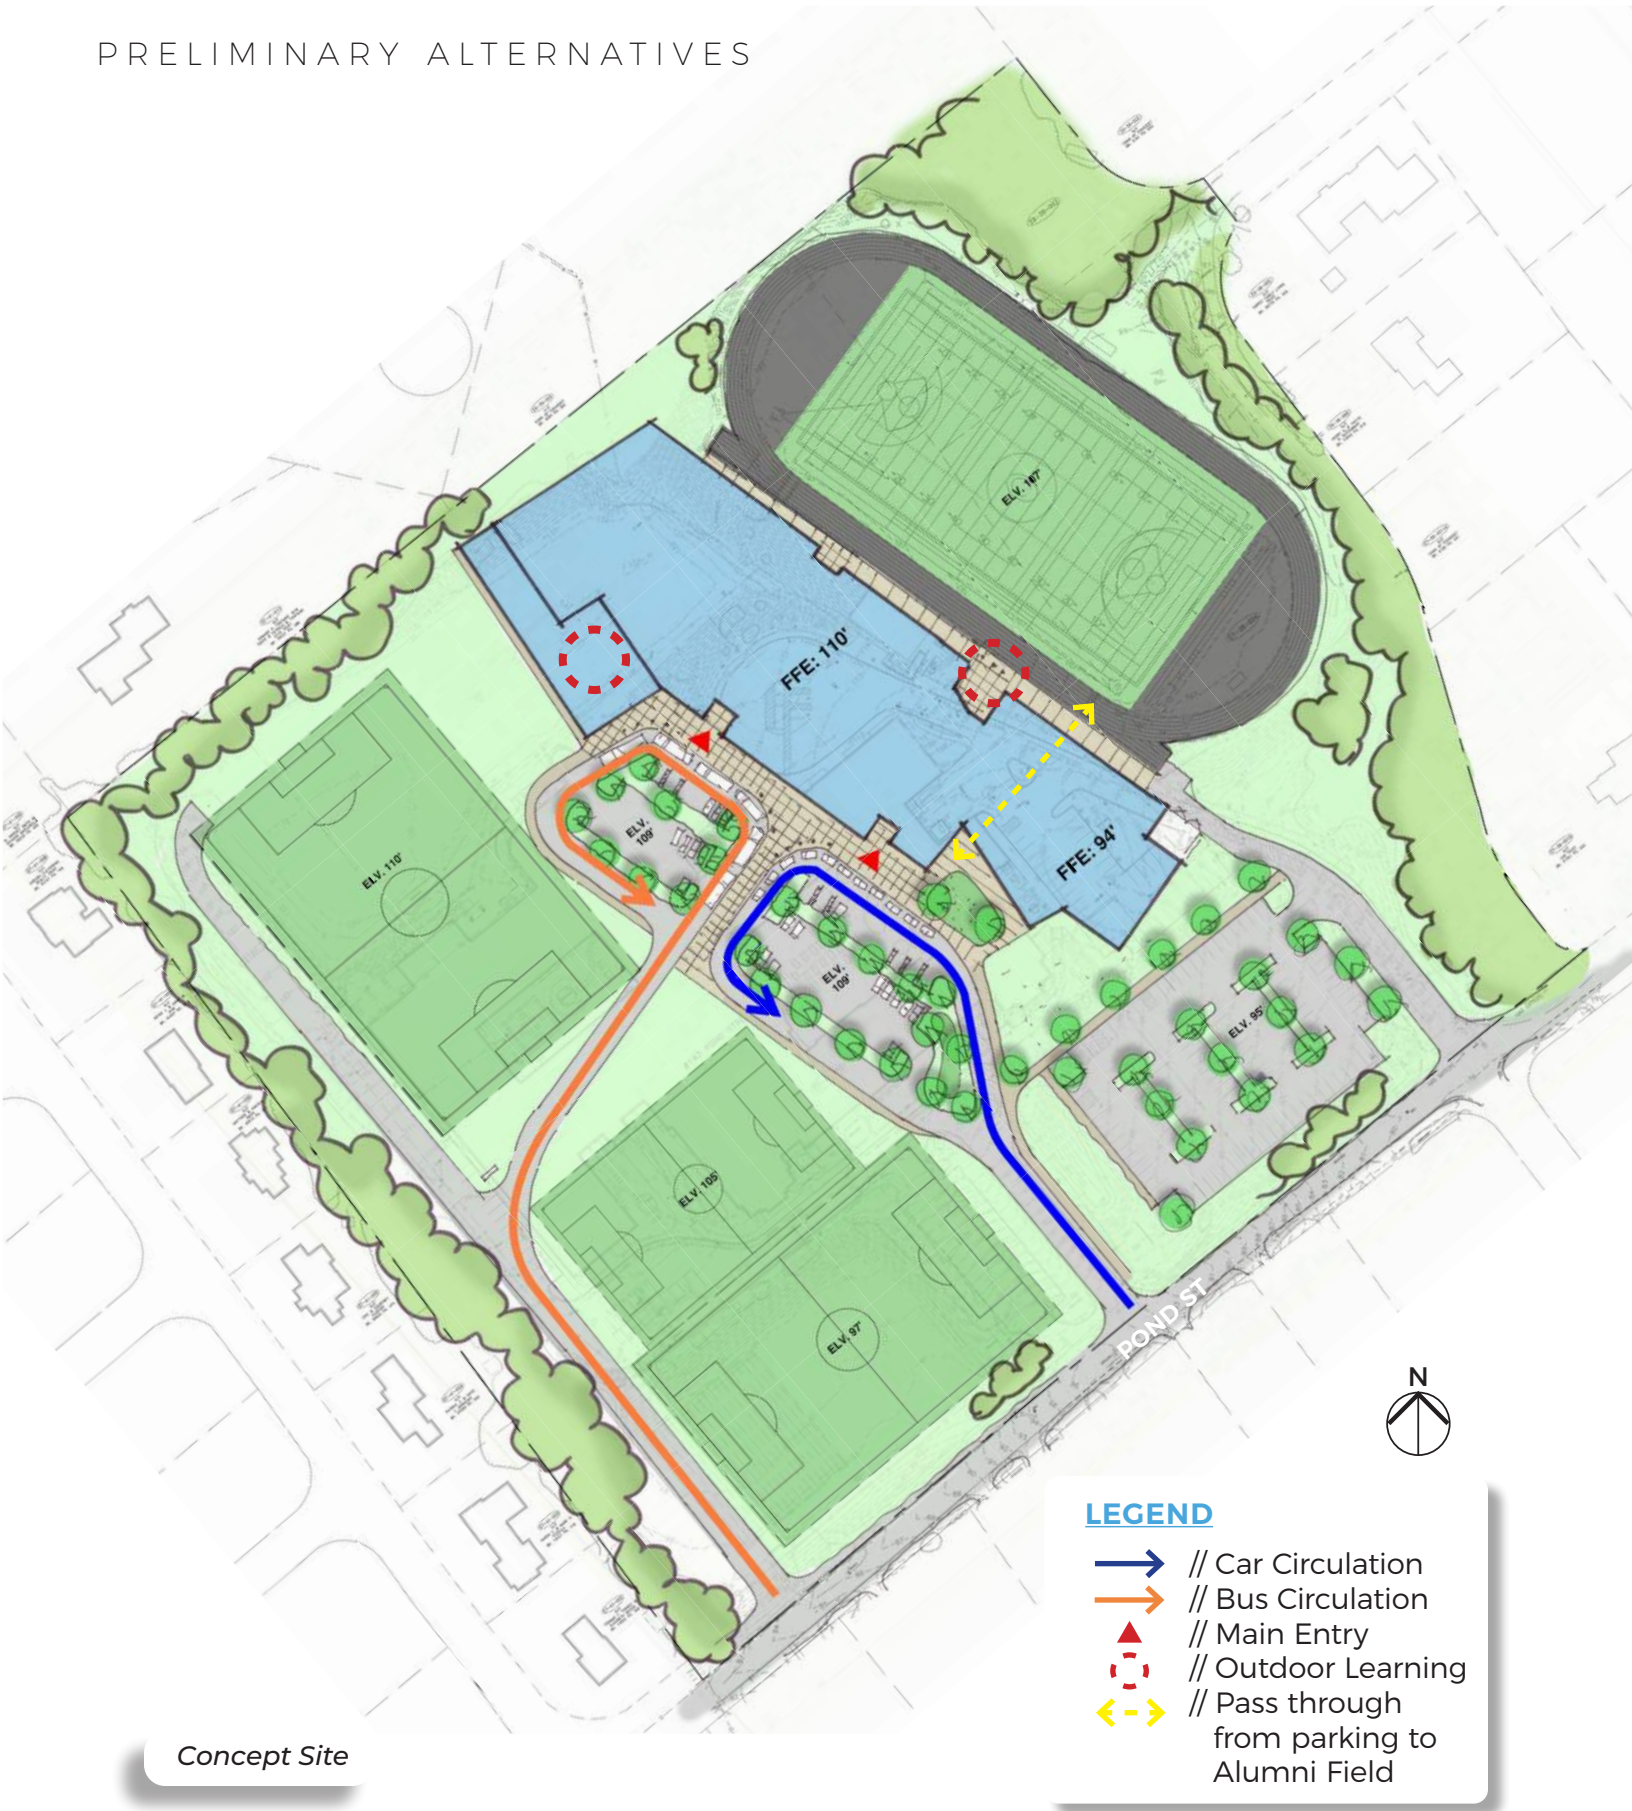 PRELIMINARY ALTERNATIVES
ELV. 107'
FFE: 110'
FFE: 94'
ELV.
109'
ELV. 110'
ELV.
109'
ELV. 95'
ELV. 105'
ELV. 97'
POND ST
N
LEGEND
// Car Circulation
// Bus Circulation
// Main Entry
// Outdoor Learning
// Pass through
from parking to
Alumni Field
Concept Site